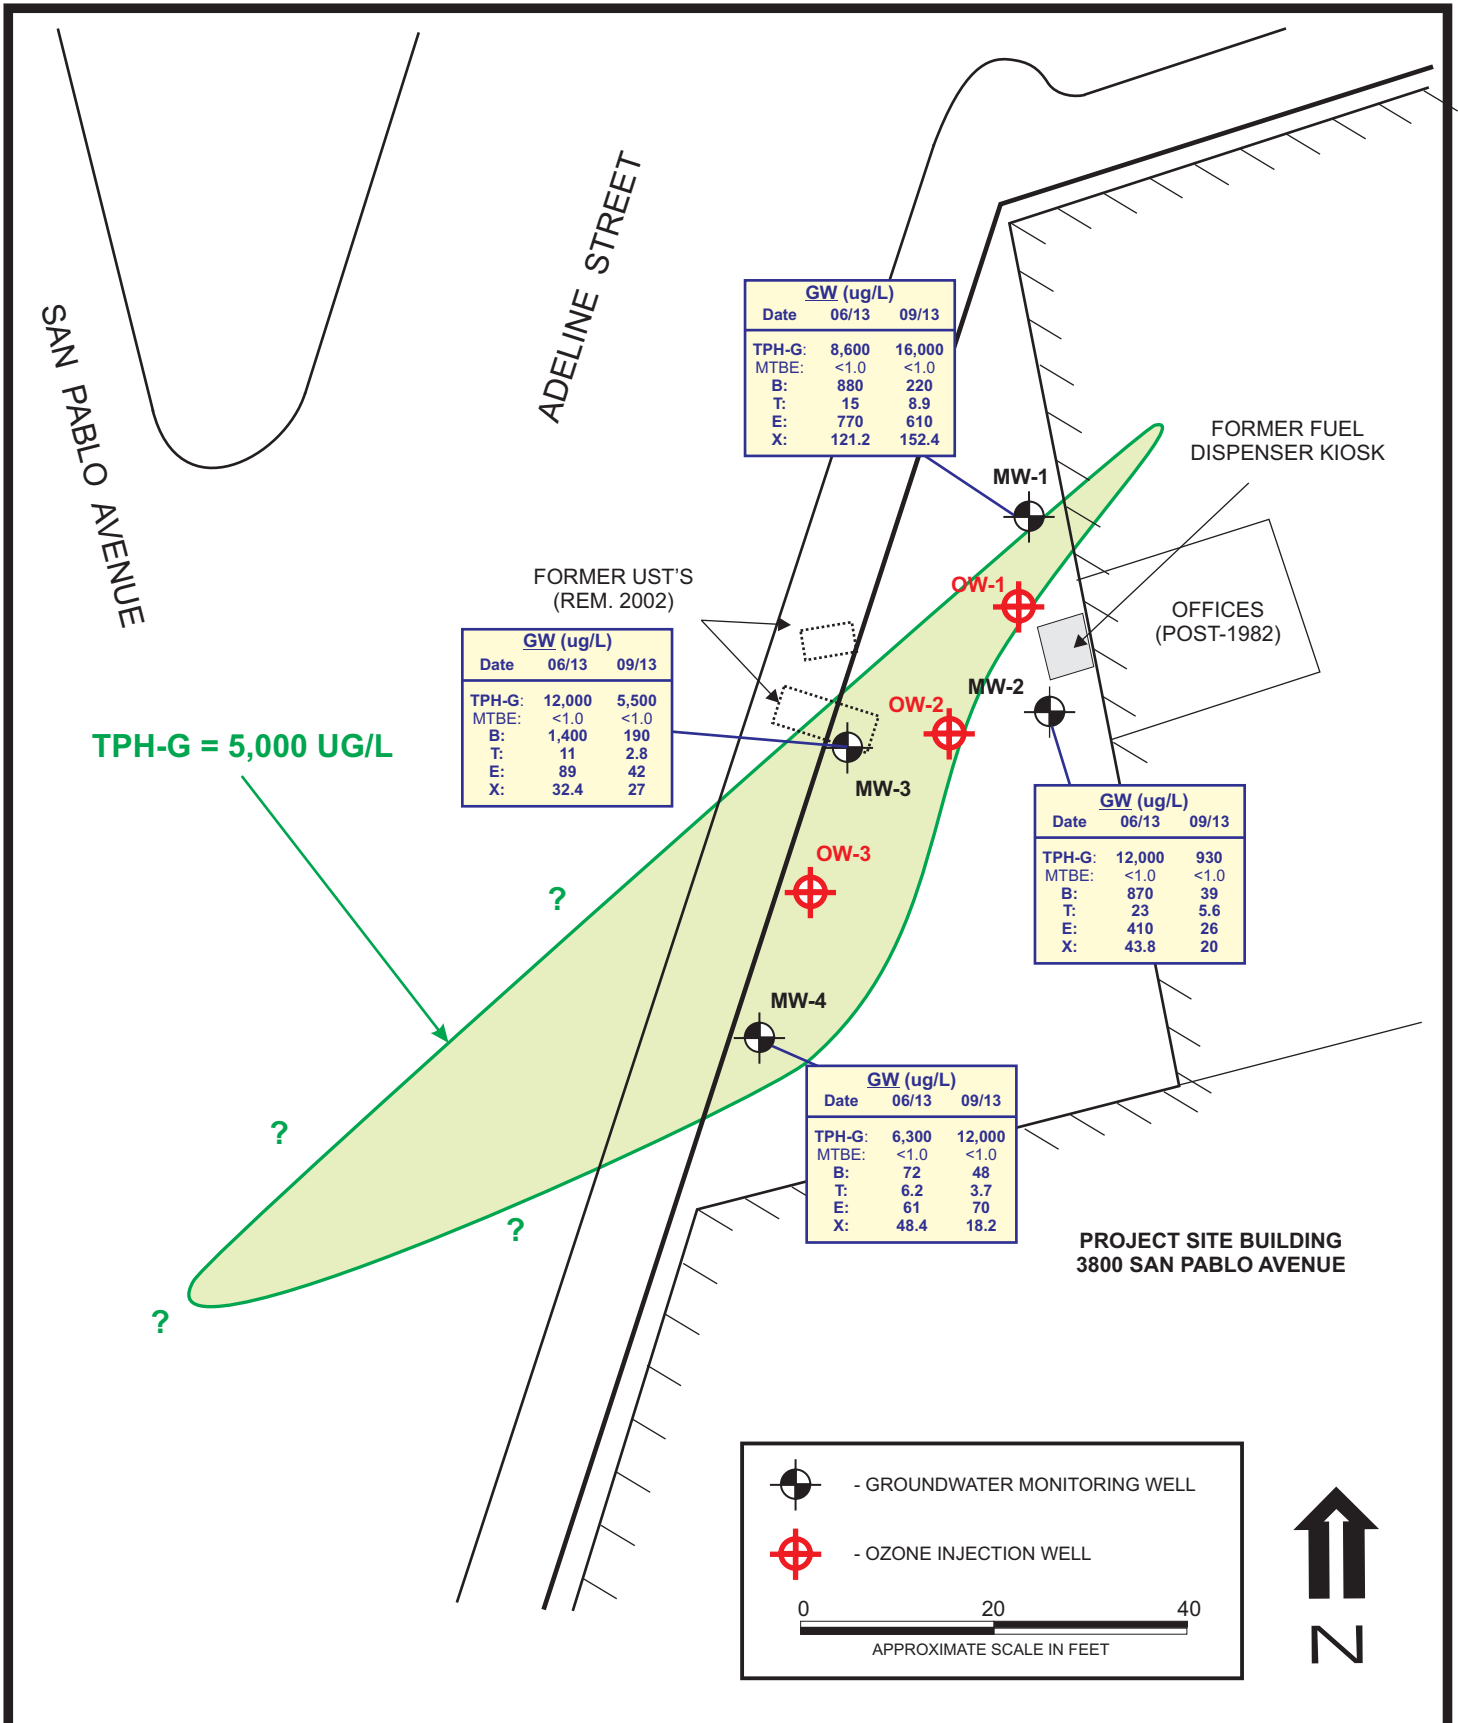 SAN PABLO AVENUE
ADELINE STREET
GW (ug/L)
Date 06/13 09/13
TPH-G: 8,600 16,000
MTBE: <1.0 <1.0
B: 880 220
T: 15 8.9
E: 770 610
X: 121.2 152.4
MW-1
FORMER FUEL
DISPENSER KIOSK
OW-1
FORMER UST'S
(REM. 2002)
OFFICES
(POST-1982)
GW (ug/L)
Date 06/13 09/13
TPH-G: 12,000 5,500
MTBE: <1.0 <1.0
B: 1,400 190
T: 11 2.8
E: 89 42
X: 32.4 27
MW-2
OW-2
TPH-G = 5,000 UG/L
MW-3
GW (ug/L)
Date 06/13 09/13
TPH-G: 12,000 930
MTBE: <1.0 <1.0
B: 870 39
T: 23 5.6
E: 410 26
X: 43.8 20
OW-3
?
MW-4
GW (ug/L)
Date 06/13 09/13
TPH-G: 6,300 12,000
MTBE: <1.0 <1.0
B: 72 48
T: 6.2 3.7
E: 61 70
X: 48.4 18.2
?
?
?
PROJECT SITE BUILDING
3800 SAN PABLO AVENUE
- GROUNDWATER MONITORING WELL
- OZONE INJECTION WELL
0 20 40
APPROXIMATE SCALE IN FEET
N